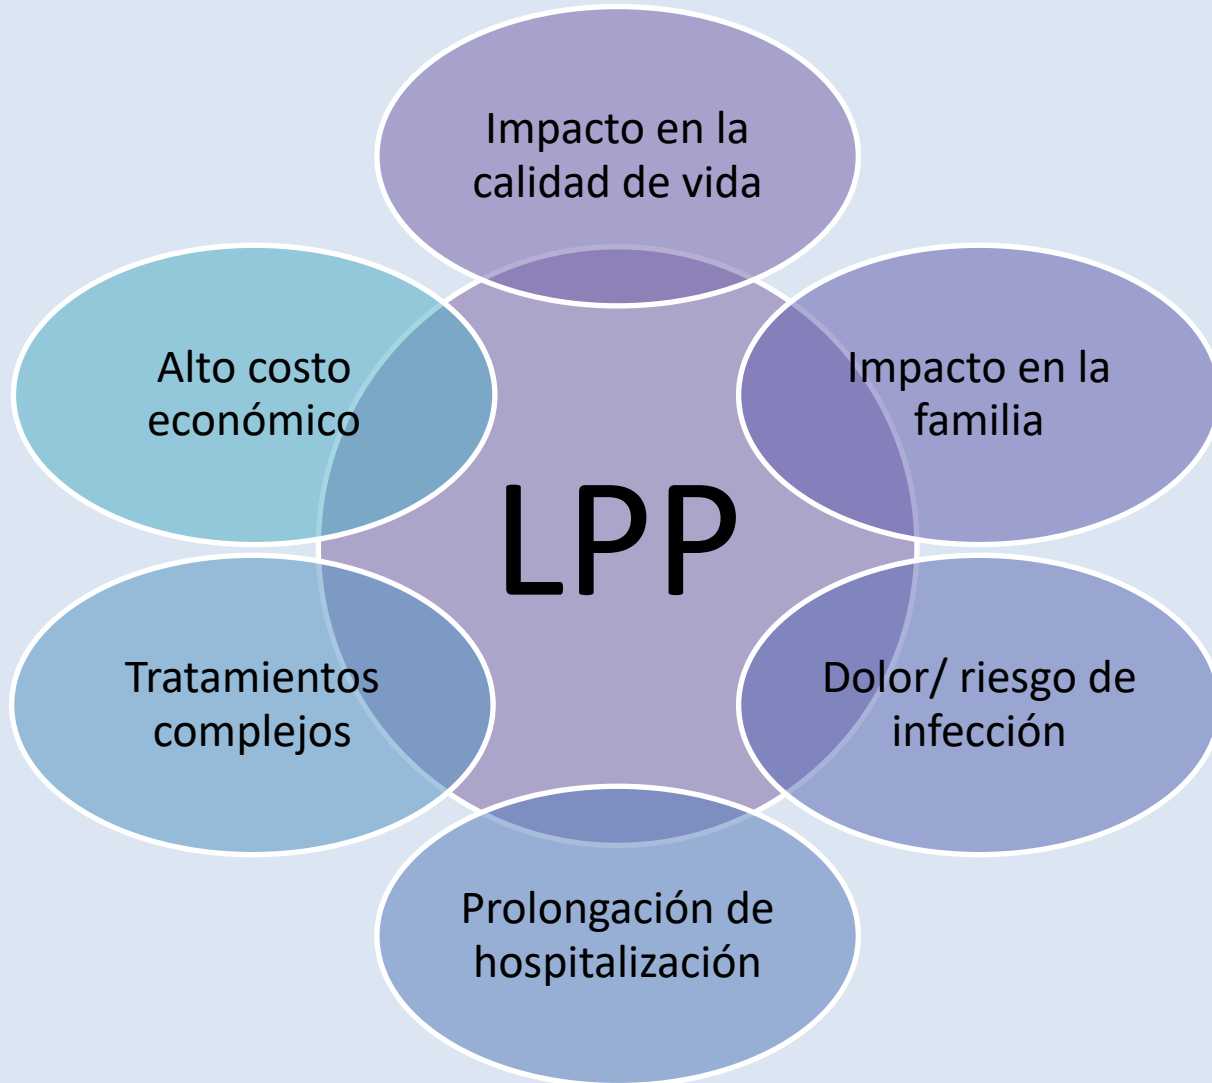 Impacto en la
calidad de vida
Alto costo
económico
Impacto en la
familia
LPP
Tratamientos
complejos
Dolor/ riesgo de
infección
Prolongación de
hospitalización